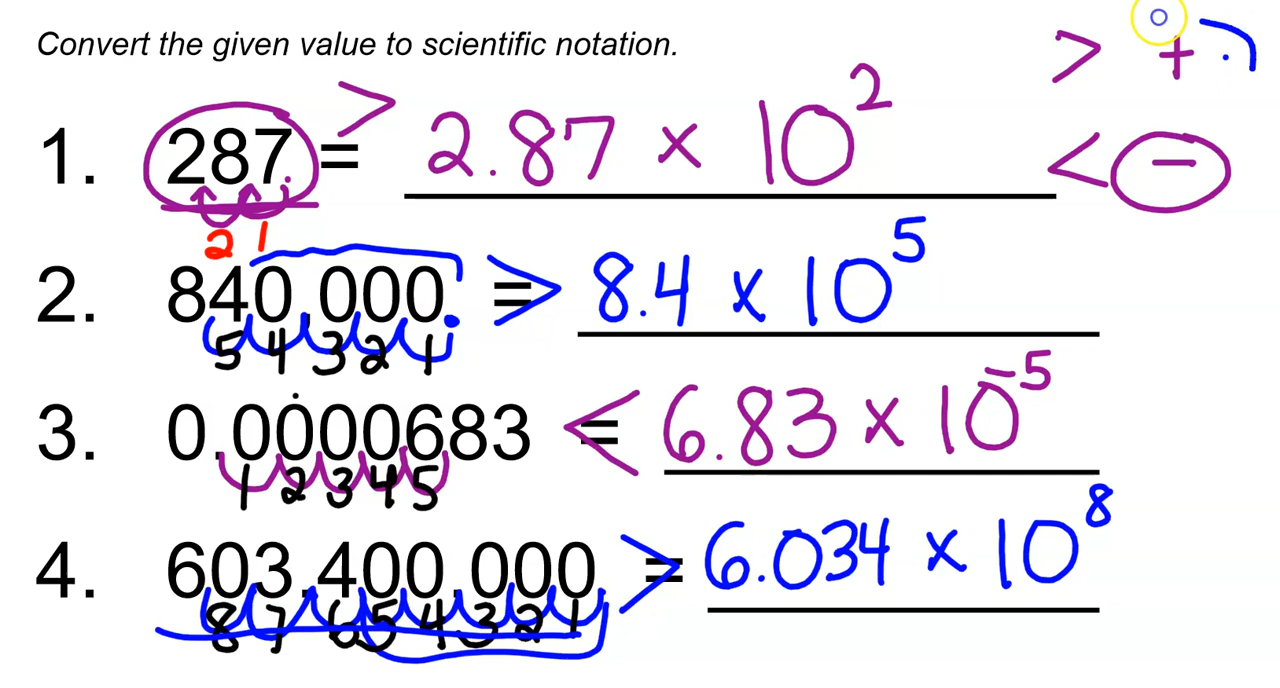 Convert the given value to scientific notation.
> +
1. 287. = > 2.87 x 10²
< −
2 1
2. 840,000. = > 8.4 x 10⁵
5 4 3 2 1
3. 0.0000683 = < 6.83 x 10⁻⁵
1 2 3 4 5
4. 603,400,000 = > 6.034 x 10⁸
8 7 6 5 4 3 2 1